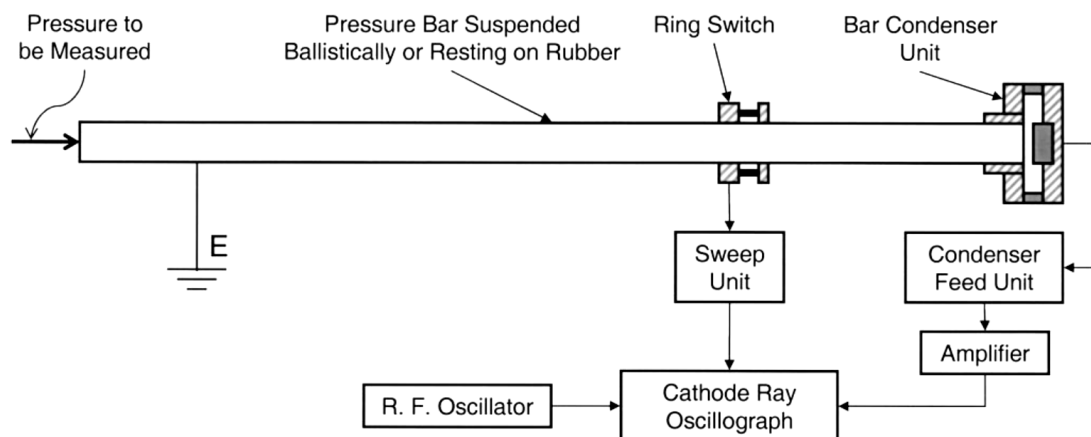 Pressure to
be Measured
Pressure Bar Suspended
Ballistically or Resting on Rubber
Ring Switch
Bar Condenser
Unit
E
Sweep
Unit
Condenser
Feed Unit
Amplifier
R. F. Oscillator
Cathode Ray
Oscillograph